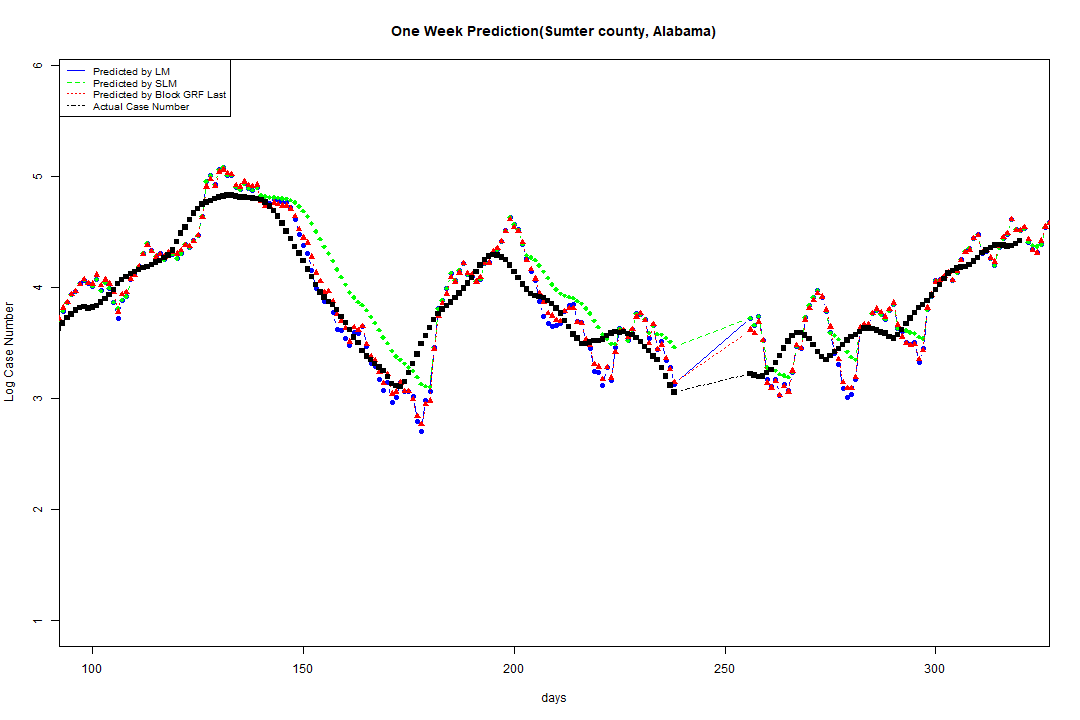 One Week Prediction(Sumter county, Alabama)
Predicted by LM
Predicted by SLM
Predicted by Block GRF Last
Actual Case Number
6
5
4
3
2
1
Log Case Number
100 150 200 250 300
days